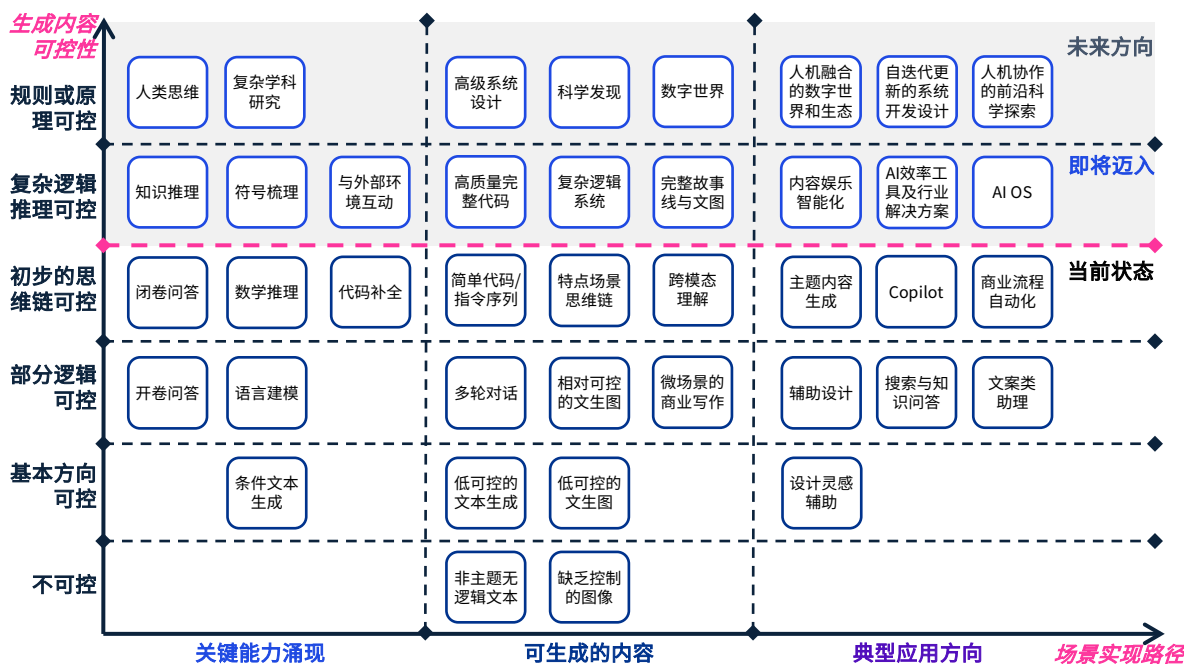 生成内容
可控性
未来方向
规则或原
理可控
人类思维
复杂学科
研究
高级系统
设计
科学发现
数字世界
人机融合
的数字世
界和生态
自迭代更
新的系统
开发设计
人机协作
的前沿科
学探索
即将迈入
复杂逻辑
推理可控
知识推理
符号梳理
与外部环
境互动
高质量完
整代码
复杂逻辑
系统
完整故事
线与文图
内容娱乐
智能化
AI效率工
具及行业
解决方案
AI OS
当前状态
初步的思
维链可控
闭卷问答
数学推理
代码补全
简单代码/
指令序列
特点场景
思维链
跨模态
理解
主题内容
生成
Copilot
商业流程
自动化
部分逻辑
可控
开卷问答
语言建模
多轮对话
相对可控
的文生图
微场景的
商业写作
辅助设计
搜索与知
识问答
文案类
助理
基本方向
可控
条件文本
生成
低可控的
文本生成
低可控的
文生图
设计灵感
辅助
不可控
非主题无
逻辑文本
缺乏控制
的图像
关键能力涌现
可生成的内容
典型应用方向
场景实现路径